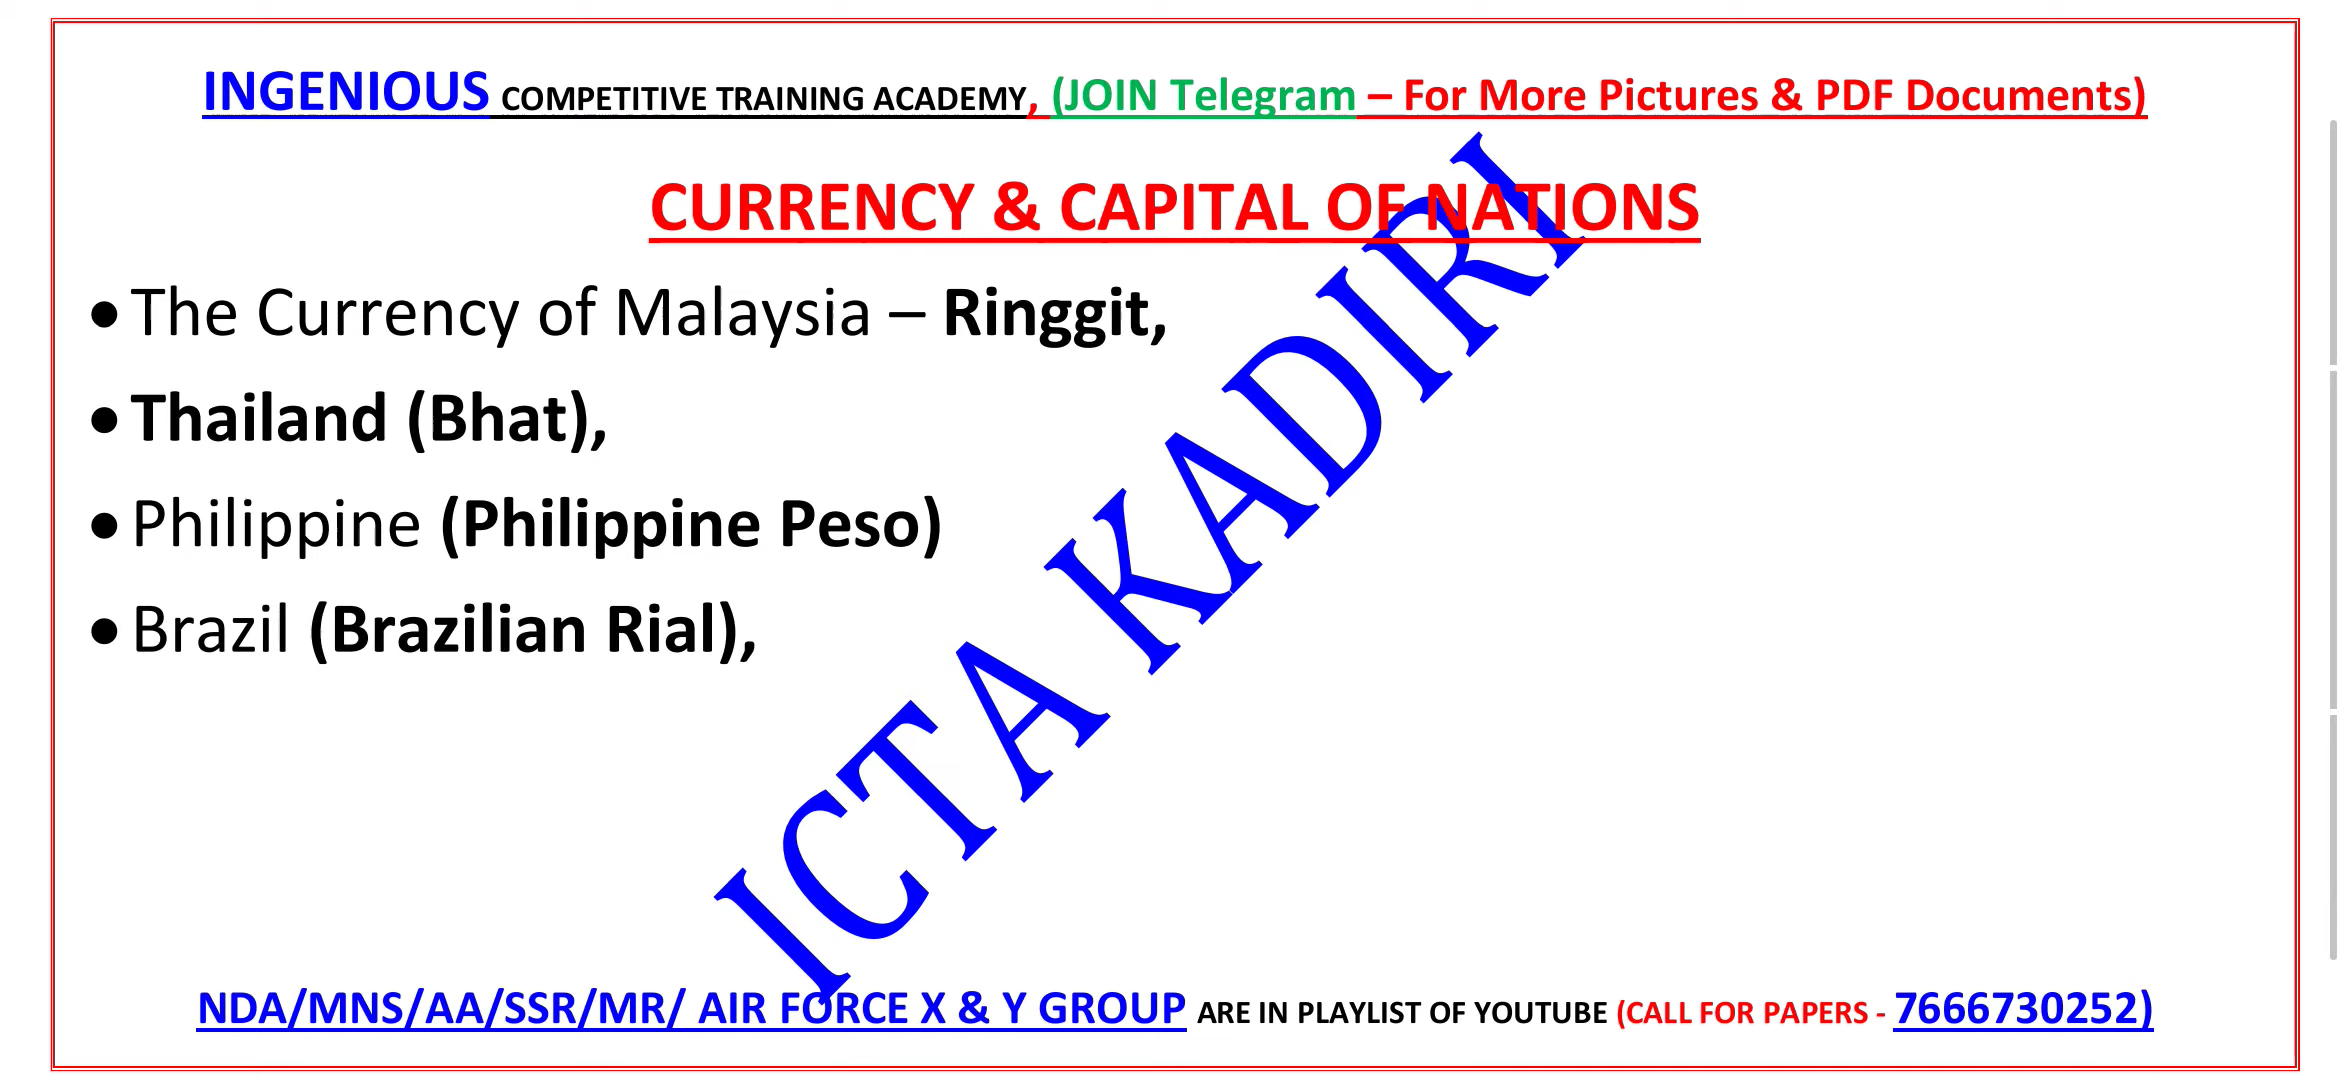 INGENIOUS COMPETITIVE TRAINING ACADEMY, (JOIN Telegram – For More Pictures & PDF Documents)
CURRENCY & CAPITAL OF NATIONS
• The Currency of Malaysia – Ringgit,
• Thailand (Bhat),
• Philippine (Philippine Peso)
• Brazil (Brazilian Rial),
ICTA KADIRI
NDA/MNS/AA/SSR/MR/ AIR FORCE X & Y GROUP ARE IN PLAYLIST OF YOUTUBE (CALL FOR PAPERS - 7666730252)